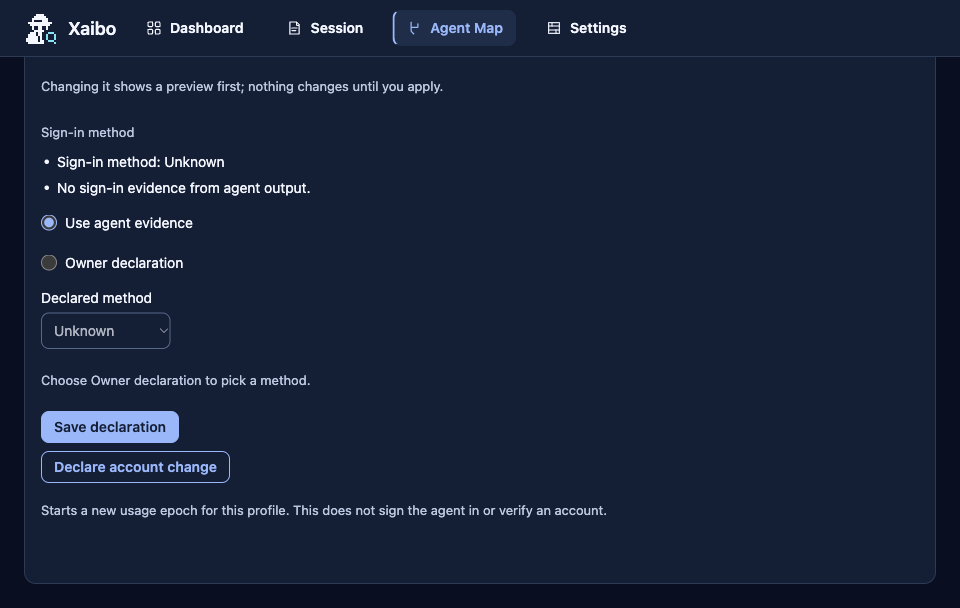 Xaibo
Dashboard
Session
Agent Map
Settings
Changing it shows a preview first; nothing changes until you apply.
Sign-in method
• Sign-in method: Unknown
• No sign-in evidence from agent output.
Use agent evidence
Owner declaration
Declared method
Unknown
Choose Owner declaration to pick a method.
Save declaration
Declare account change
Starts a new usage epoch for this profile. This does not sign the agent in or verify an account.